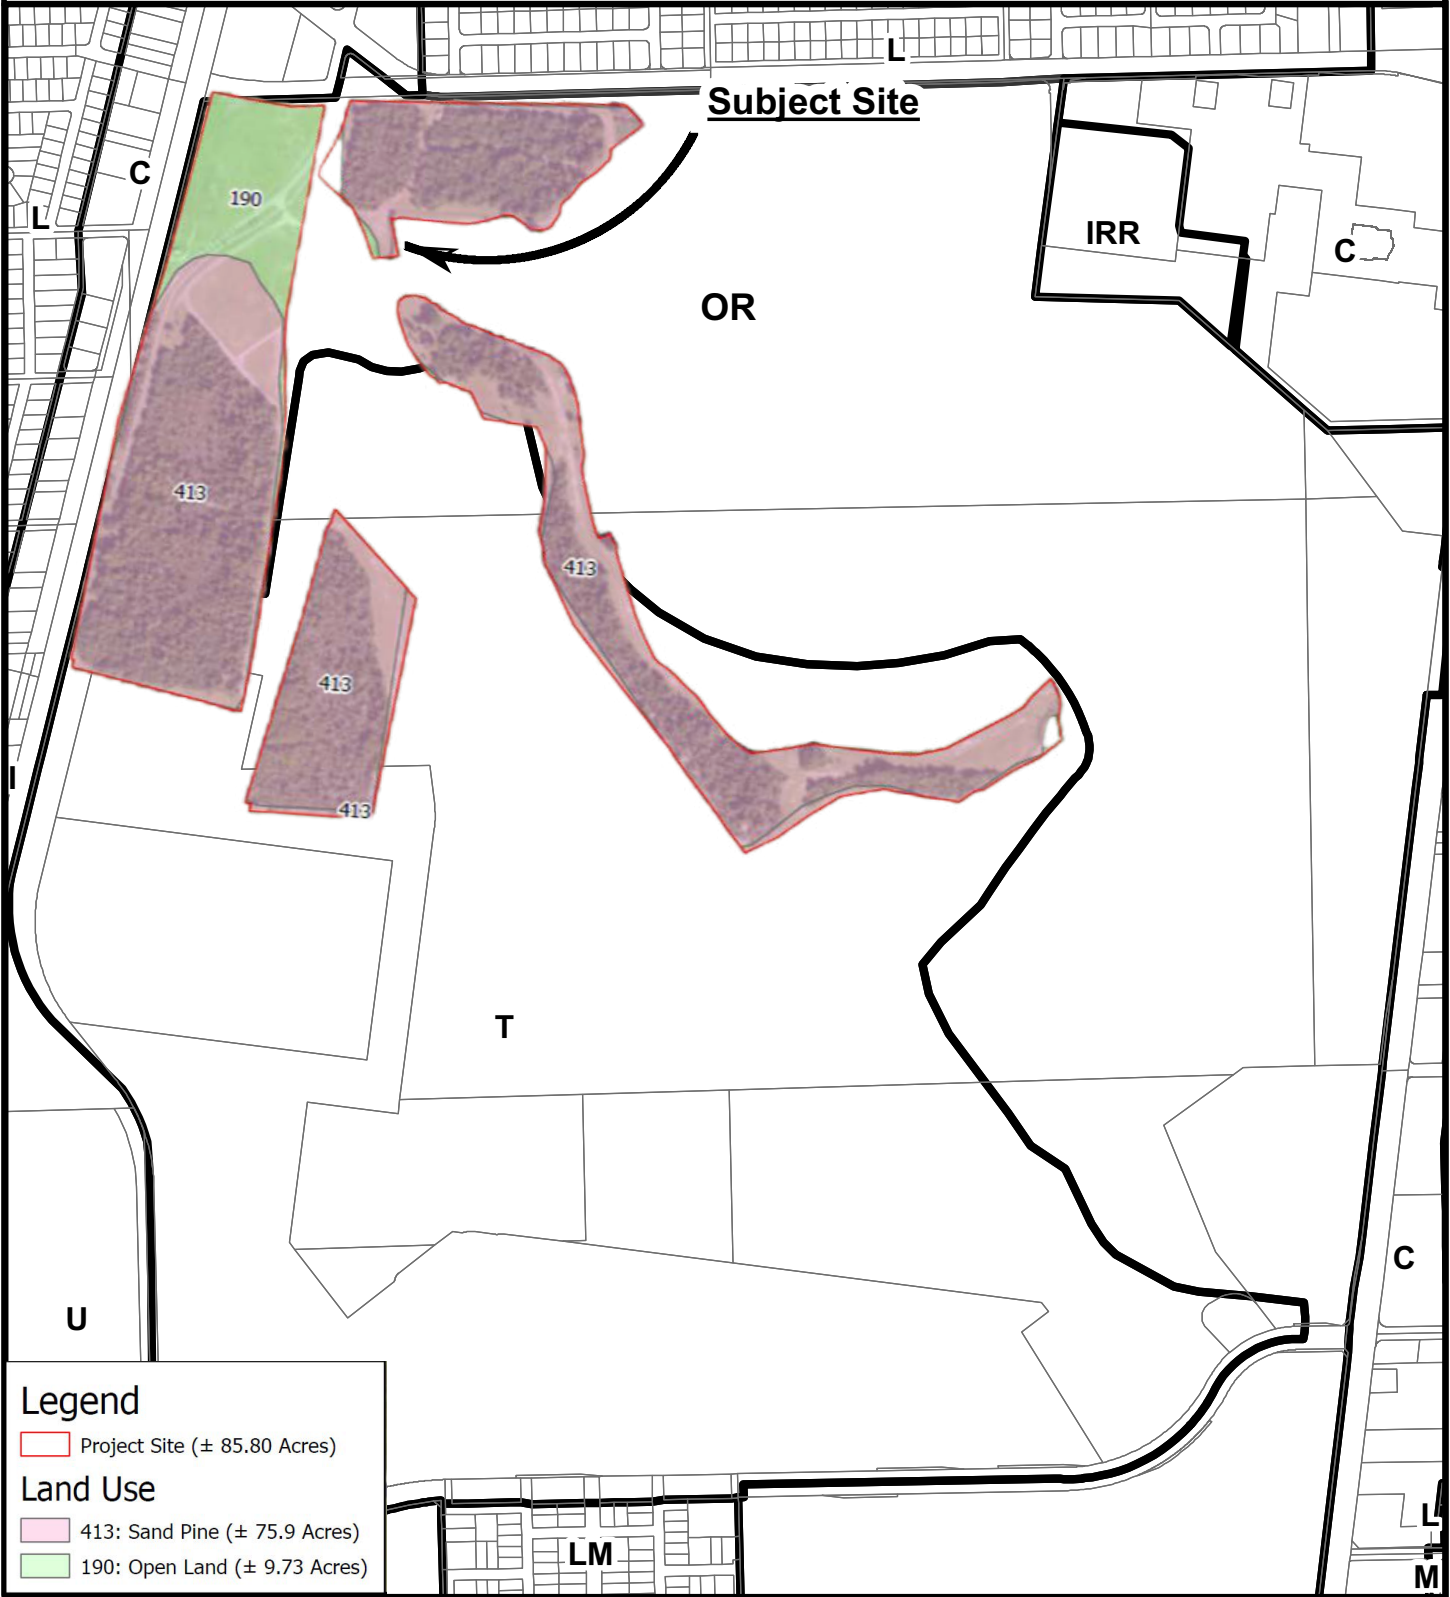 L
Subject Site
C
190
L
IRR
C
OR
413
413
413
I
413
T
C
U
Legend
Project Site (± 85.80 Acres)
Land Use
413: Sand Pine (± 75.9 Acres)
190: Open Land (± 9.73 Acres)
L
LM
M